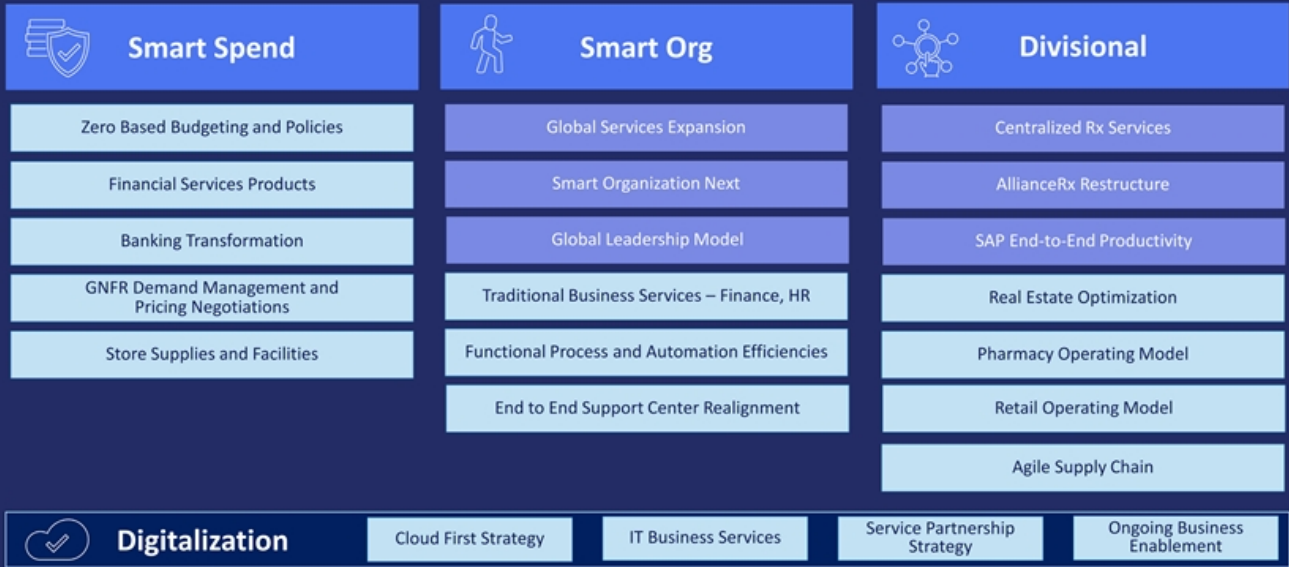 Smart Spend
Zero Based Budgeting and Policies
Financial Services Products
Banking Transformation
GNFR Demand Management and
Pricing Negotiations
Store Supplies and Facilities
Smart Org
Global Services Expansion
Smart Organization Next
Global Leadership Model
Traditional Business Services – Finance, HR
Functional Process and Automation Efficiencies
End to End Support Center Realignment
Divisional
Centralized Rx Services
AllianceRx Restructure
SAP End-to-End Productivity
Real Estate Optimization
Pharmacy Operating Model
Retail Operating Model
Agile Supply Chain
Digitalization
Cloud First Strategy
IT Business Services
Service Partnership
Strategy
Ongoing Business
Enablement